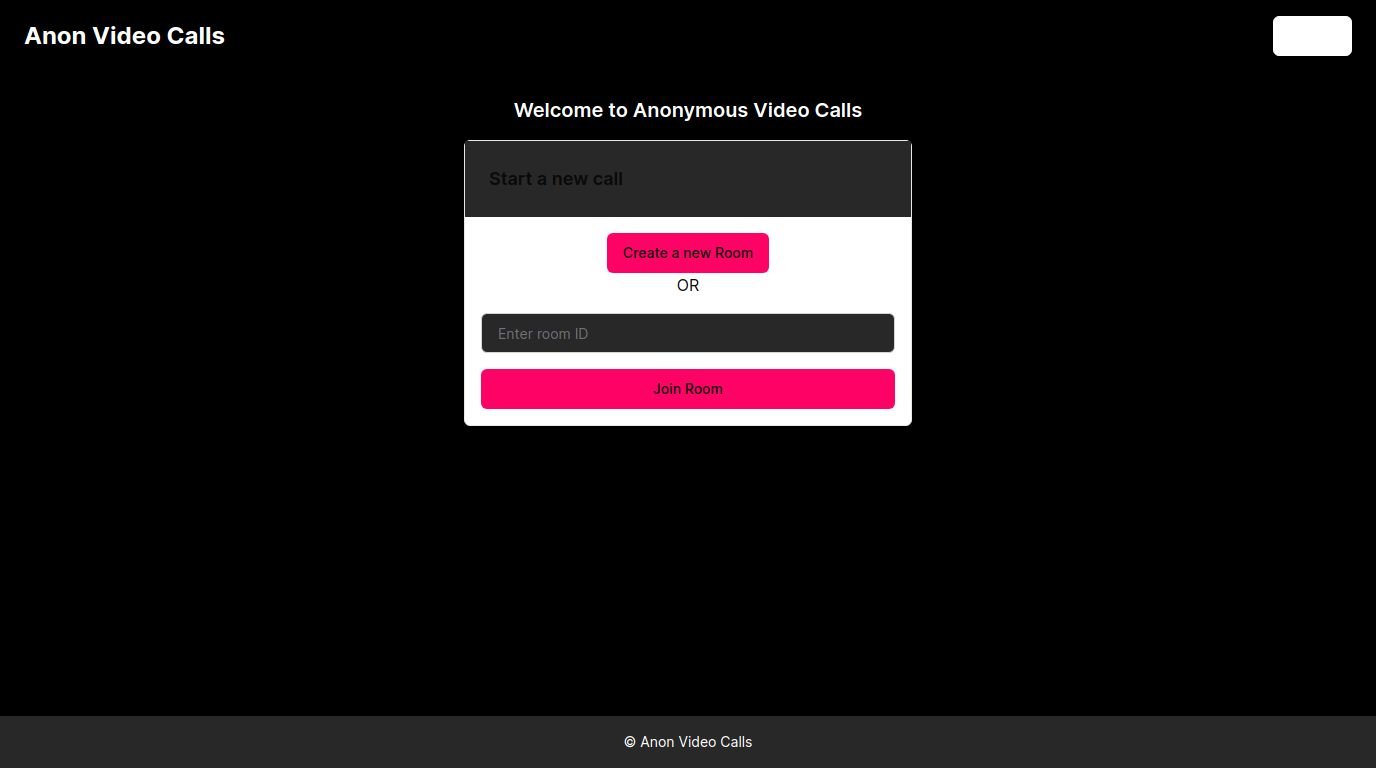 Anon Video Calls
Welcome to Anonymous Video Calls
Start a new call
Create a new Room
OR
Enter room ID
Join Room
© Anon Video Calls